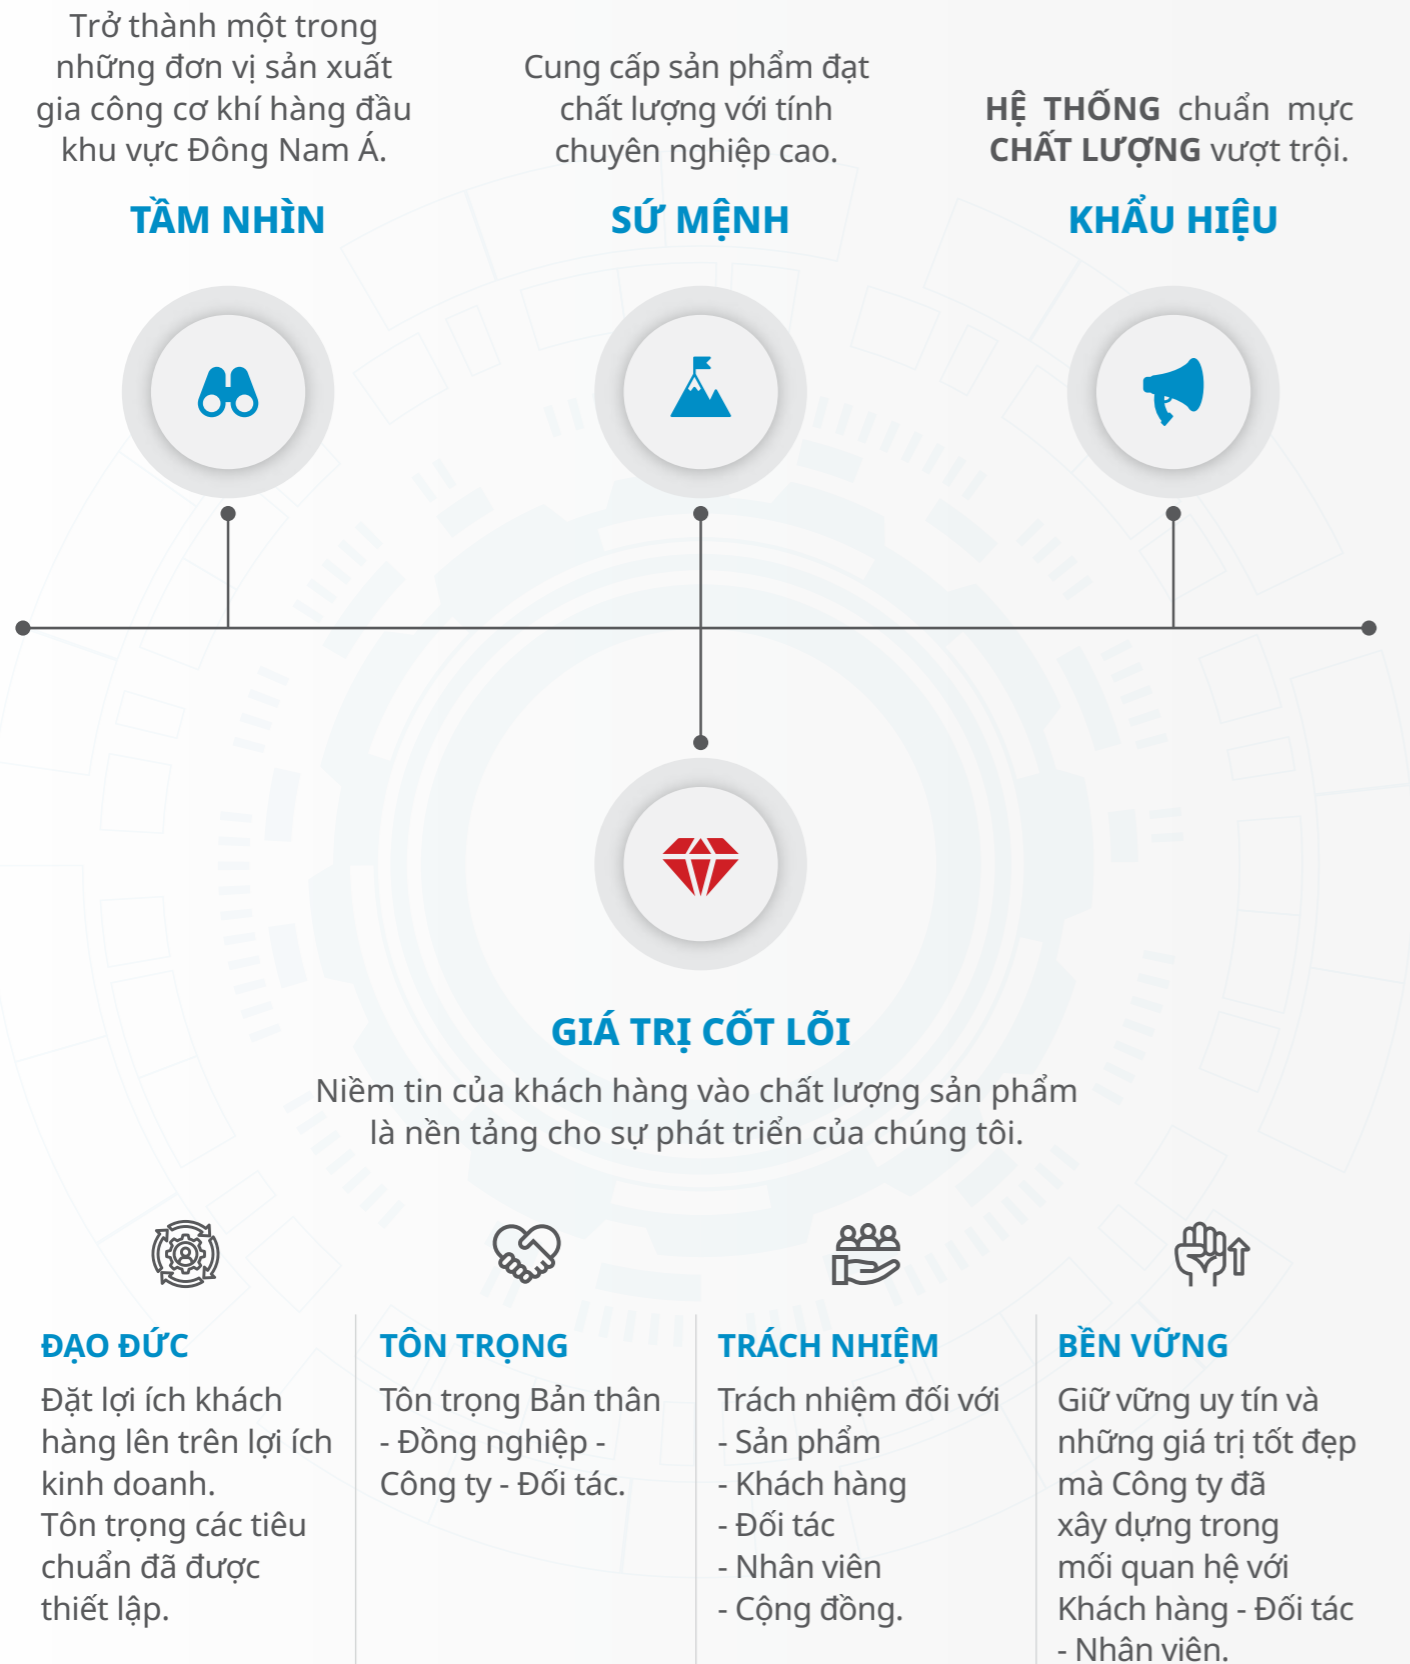 Trở thành một trong
những đơn vị sản xuất
gia công cơ khí hàng đầu
khu vực Đông Nam Á.
TẦM NHÌN
Cung cấp sản phẩm đạt
chất lượng với tính
chuyên nghiệp cao.
SỨ MỆNH
HỆ THỐNG chuẩn mực
CHẤT LƯỢNG vượt trội.
KHẨU HIỆU
GIÁ TRỊ CỐT LÕI
Niềm tin của khách hàng vào chất lượng sản phẩm
là nền tảng cho sự phát triển của chúng tôi.
ĐẠO ĐỨC
Đặt lợi ích khách
hàng lên trên lợi ích
kinh doanh.
Tôn trọng các tiêu
chuẩn đã được
thiết lập.
TÔN TRỌNG
Tôn trọng Bản thân
- Đồng nghiệp -
Công ty - Đối tác.
TRÁCH NHIỆM
Trách nhiệm đối với
- Sản phẩm
- Khách hàng
- Đối tác
- Nhân viên
- Cộng đồng.
BỀN VỮNG
Giữ vững uy tín và
những giá trị tốt đẹp
mà Công ty đã
xây dựng trong
mối quan hệ với
Khách hàng - Đối tác
- Nhân viên.